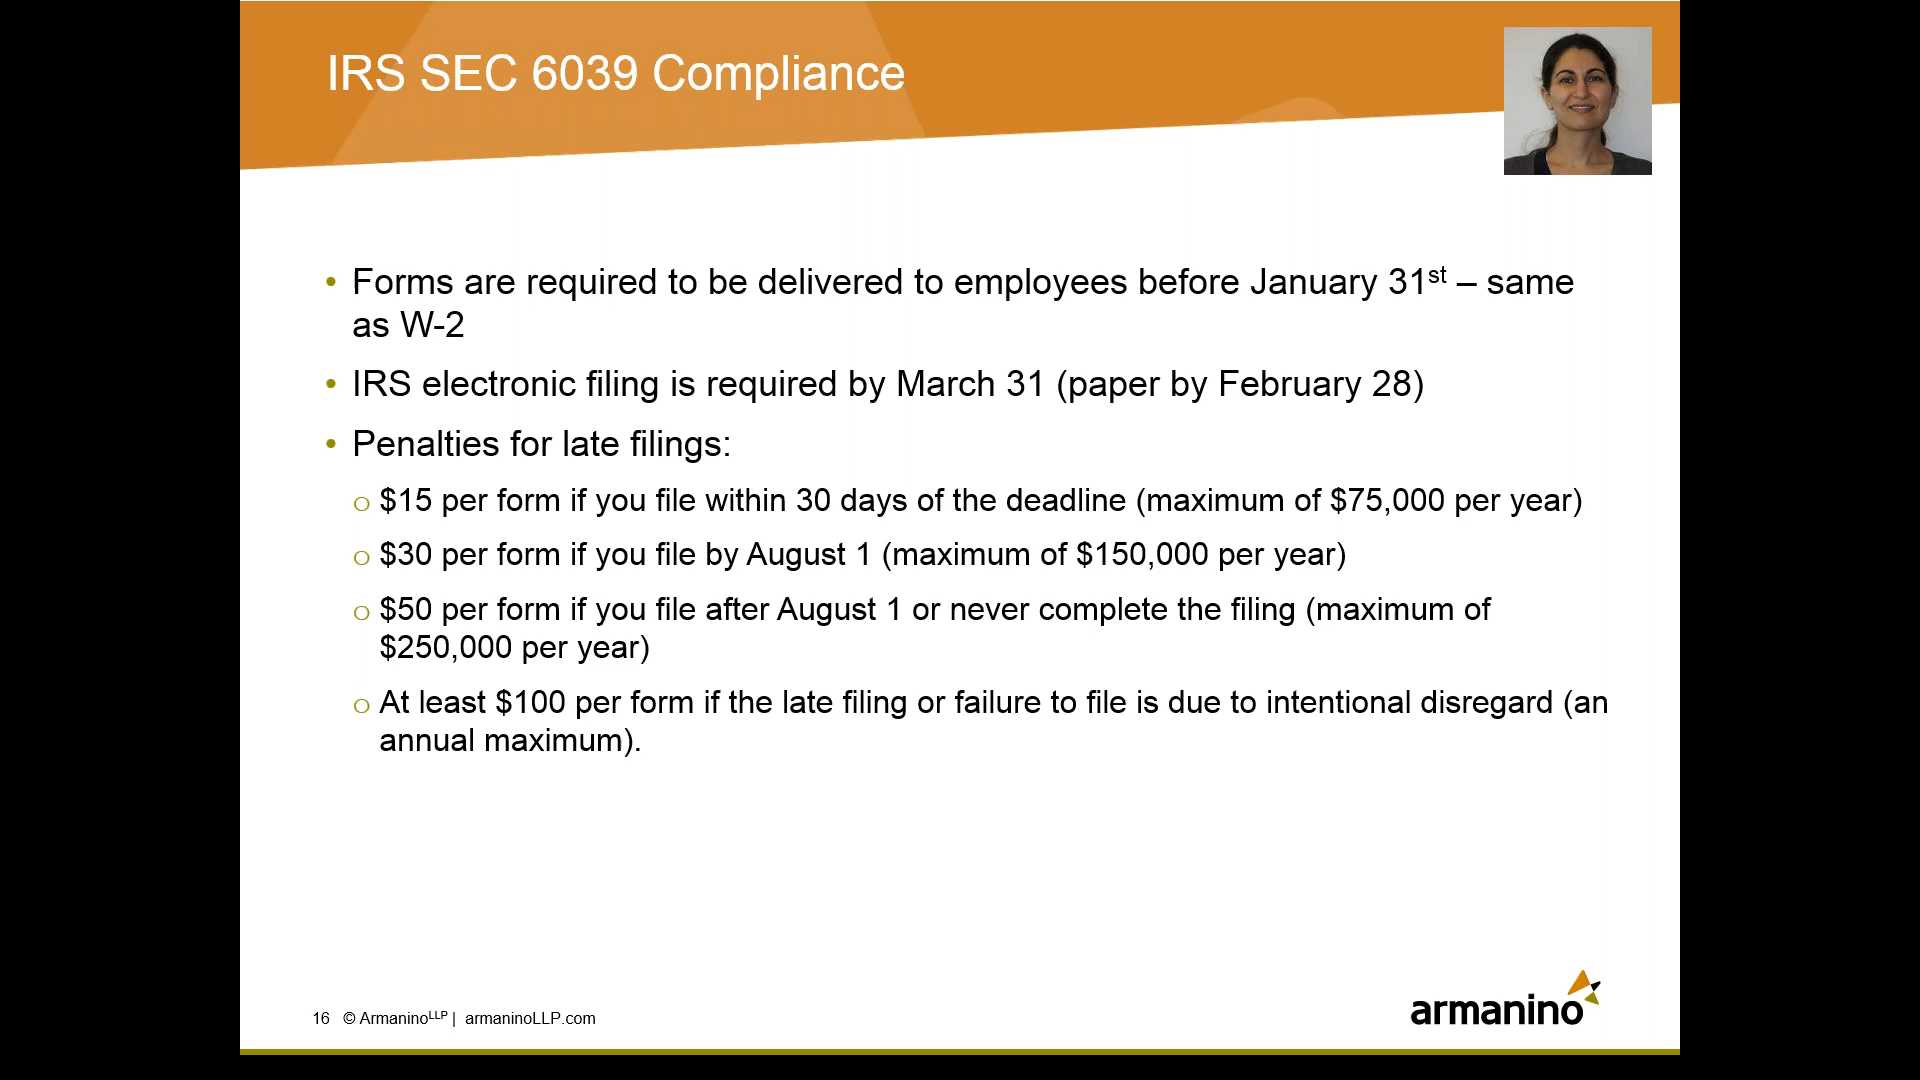 IRS SEC 6039 Compliance
• Forms are required to be delivered to employees before January 31st – same
as W-2
• IRS electronic filing is required by March 31 (paper by February 28)
• Penalties for late filings:
o $15 per form if you file within 30 days of the deadline (maximum of $75,000 per year)
o $30 per form if you file by August 1 (maximum of $150,000 per year)
o $50 per form if you file after August 1 or never complete the filing (maximum of
$250,000 per year)
o At least $100 per form if the late filing or failure to file is due to intentional disregard (an
annual maximum).
16 © ArmaninoLLP | armaninoLLP.com
armanino